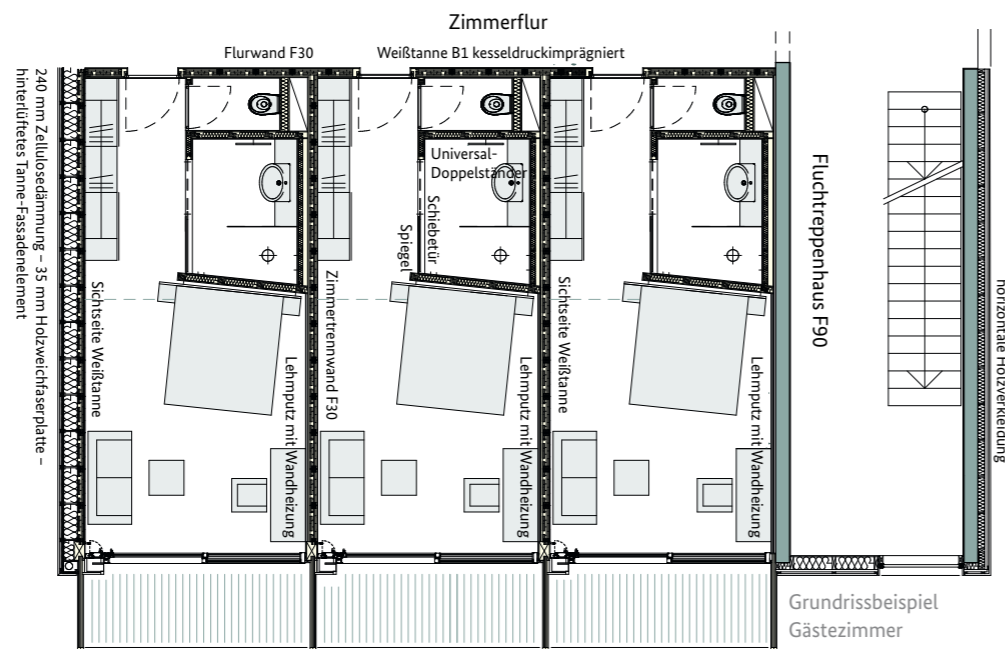 Zimmerflur
Flurwand F30
Weißtanne B1 kesseldruckimprägniert
240 mm Zellulosedämmung – 35 mm Holzweichfaserplatte –
hinterlüftetes Tanne-Fassadenelement
Sichtseite Weißtanne
Lehmputz mit Wandheizung
Zimmertrennwand F30
Universal-
Doppelständer
Schiebetür
Spiegel
Lehmputz mit Wandheizung
Sichtseite Weißtanne
Lehmputz mit Wandheizung
Fluchttreppenhaus F90
horizontale Holzverkleidung
Grundrissbeispiel
Gästezimmer